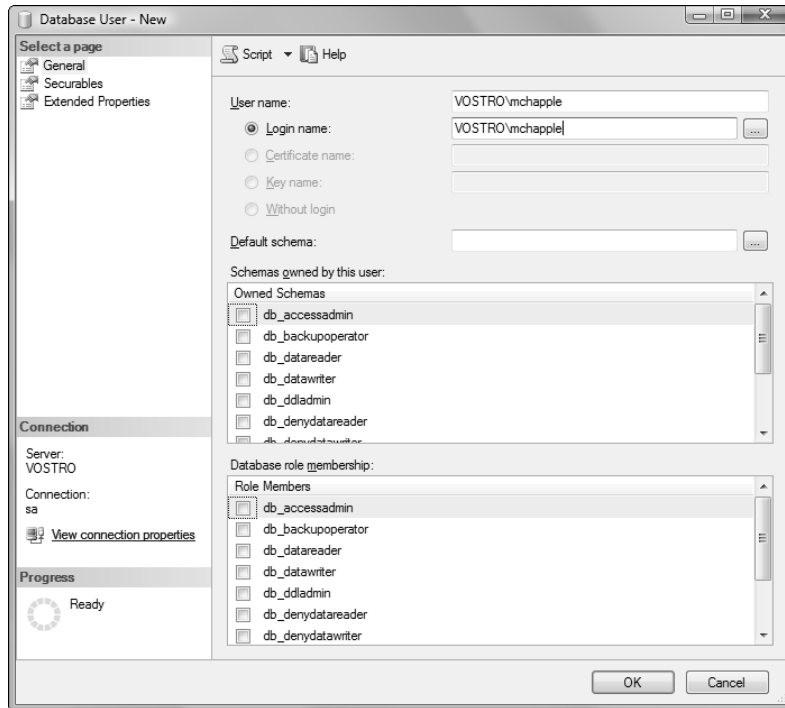 Database User - New
Select a page
General
Securables
Extended Properties
Script Help
User name: VOSTRO\mchapple
Login name: VOSTRO\mchapple
...
Certificate name:
Key name:
Without login
Default schema:
...
Schemas owned by this user:
Owned Schemas
db_accessadmin
db_backupoperator
db_datareader
db_datawriter
db_ddladmin
db_denydatareader
db_denydatawriter
Database role membership:
Role Members
db_accessadmin
db_backupoperator
db_datareader
db_datawriter
db_ddladmin
db_denydatareader
db_denydatawriter
Connection
Server:
VOSTRO
Connection:
sa
View connection properties
Progress
Ready
OK Cancel